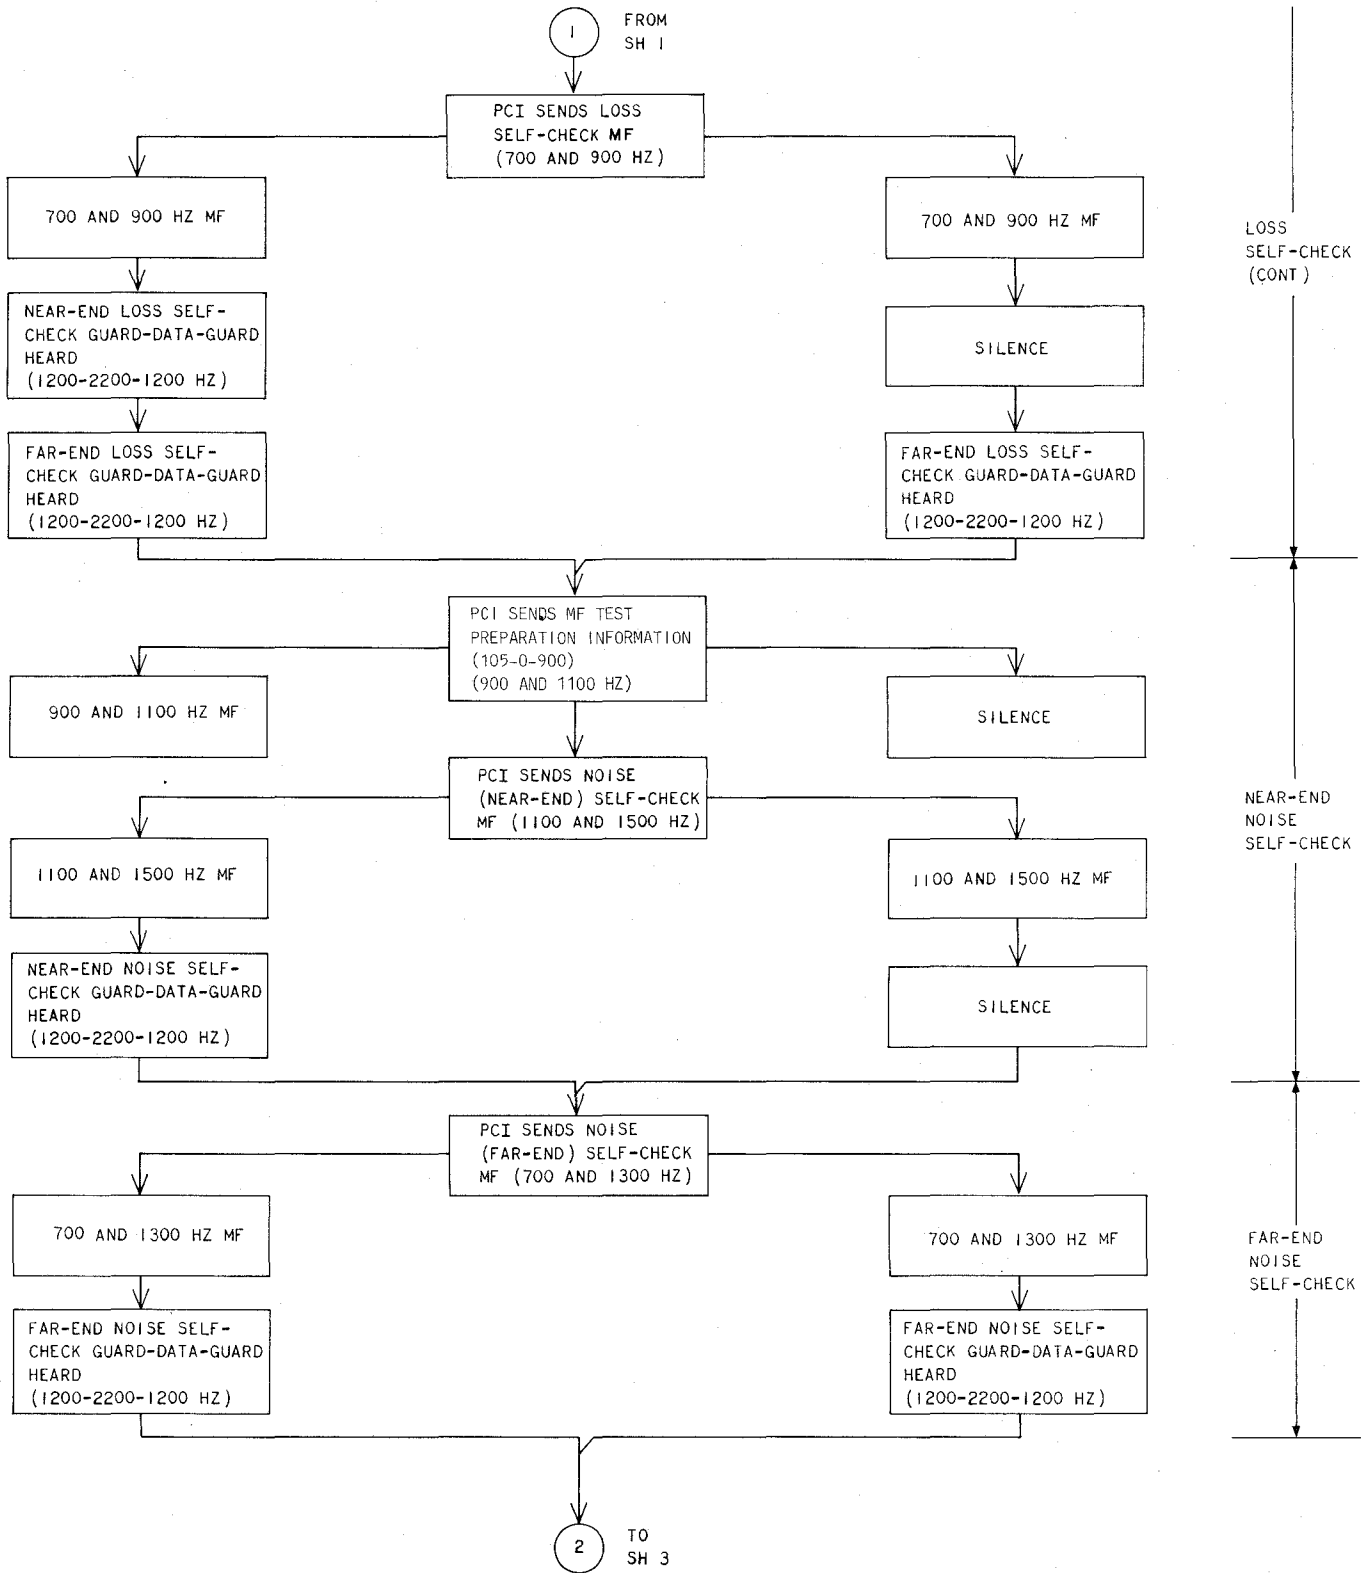 1
FROM
SH 1
PCI SENDS LOSS
SELF-CHECK MF
(700 AND 900 HZ)
700 AND 900 HZ MF
700 AND 900 HZ MF
LOSS
SELF-CHECK
(CONT)
NEAR-END LOSS SELF-
CHECK GUARD-DATA-GUARD
HEARD
(1200-2200-1200 HZ)
SILENCE
FAR-END LOSS SELF-
CHECK GUARD-DATA-GUARD
HEARD
(1200-2200-1200 HZ)
FAR-END LOSS SELF-
CHECK GUARD-DATA-GUARD
HEARD
(1200-2200-1200 HZ)
PCI SENDS MF TEST
PREPARATION INFORMATION
(105-0-900)
(900 AND 1100 HZ)
900 AND 1100 HZ MF
SILENCE
PCI SENDS NOISE
(NEAR-END) SELF-CHECK
MF (1100 AND 1500 HZ)
NEAR-END
NOISE
SELF-CHECK
1100 AND 1500 HZ MF
1100 AND 1500 HZ MF
NEAR-END NOISE SELF-
CHECK GUARD-DATA-GUARD
HEARD
(1200-2200-1200 HZ)
SILENCE
PCI SENDS NOISE
(FAR-END) SELF-CHECK
MF (700 AND 1300 HZ)
700 AND 1300 HZ MF
700 AND 1300 HZ MF
FAR-END
NOISE
SELF-CHECK
FAR-END NOISE SELF-
CHECK GUARD-DATA-GUARD
HEARD
(1200-2200-1200 HZ)
FAR-END NOISE SELF-
CHECK GUARD-DATA-GUARD
HEARD
(1200-2200-1200 HZ)
2
TO
SH 3